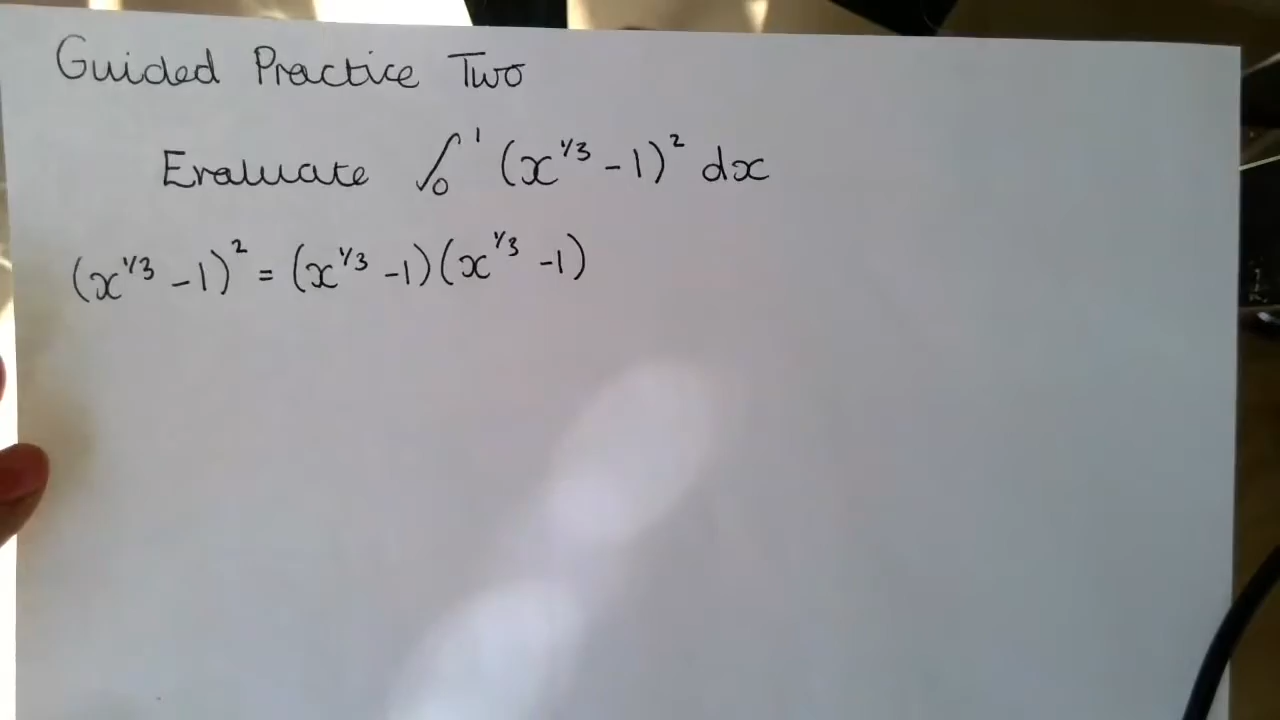 Guided Practice Two
Evaluate ∫₀¹ (x^{1/3} - 1)² dx
(x^{1/3} - 1)² = (x^{1/3} - 1)(x^{1/3} - 1)